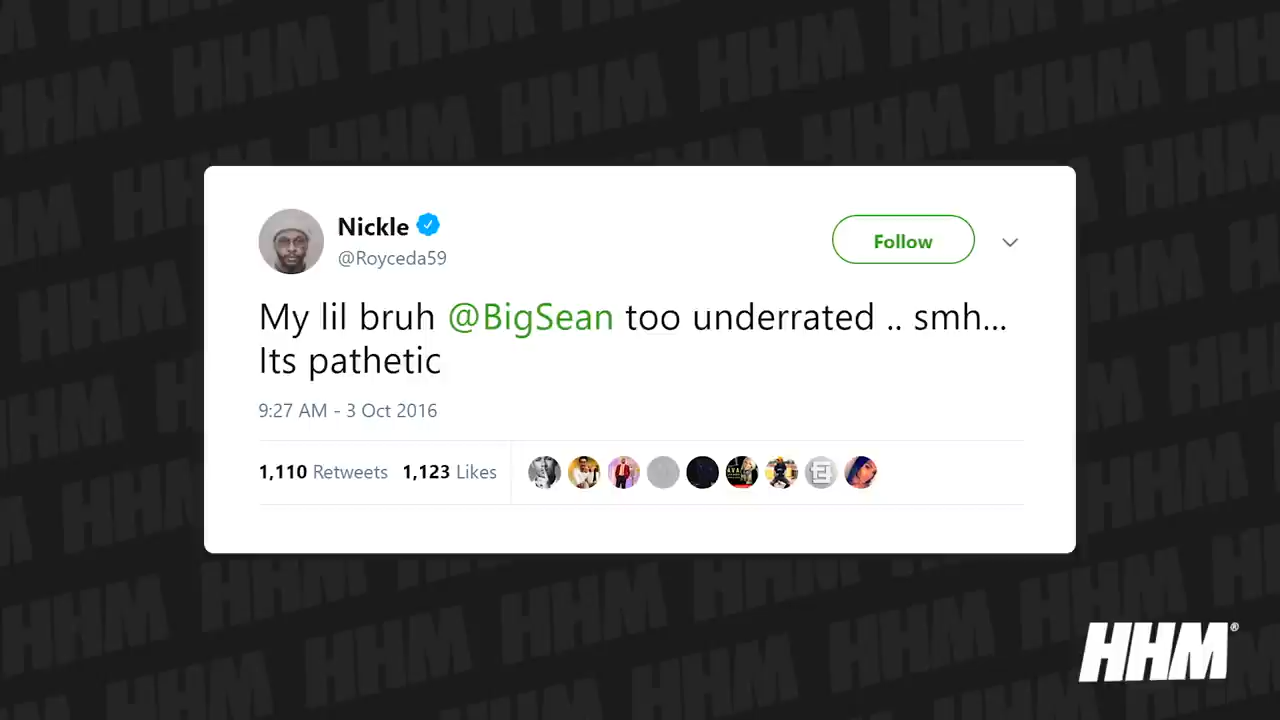 Nickle
@Royceda59
Follow
My lil bruh @BigSean too underrated .. smh...
Its pathetic
9:27 AM - 3 Oct 2016
1,110 Retweets 1,123 Likes
HHM®